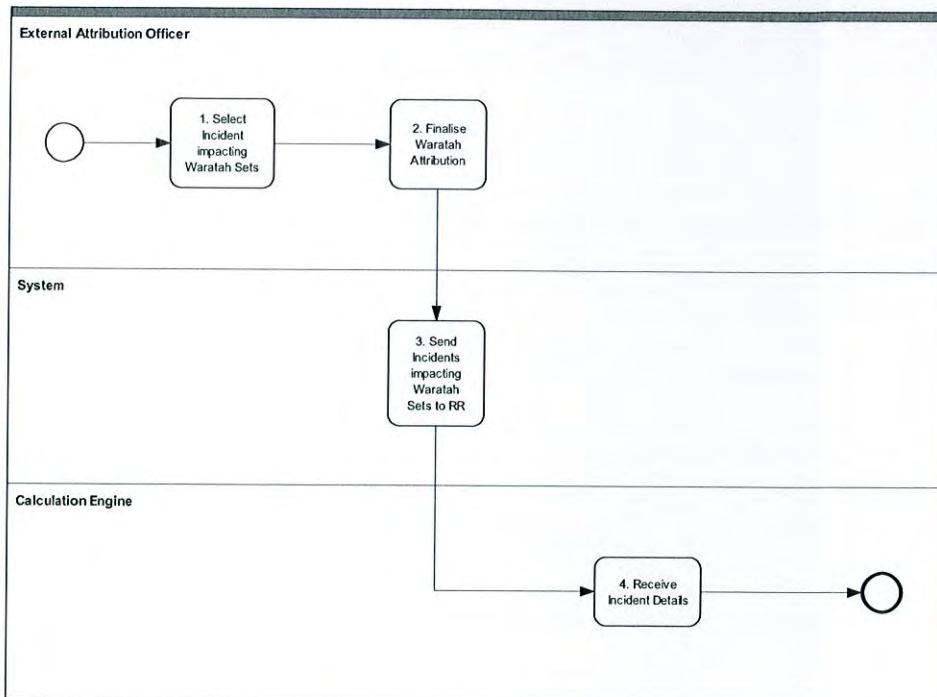 External Attribution Officer
1. Select
Incident
impacting
Waratah Sets
2. Finalise
Waratah
Attribution
System
3. Send
Incidents
impacting
Waratah
Sets to RR
Calculation Engine
4. Receive
Incident Details